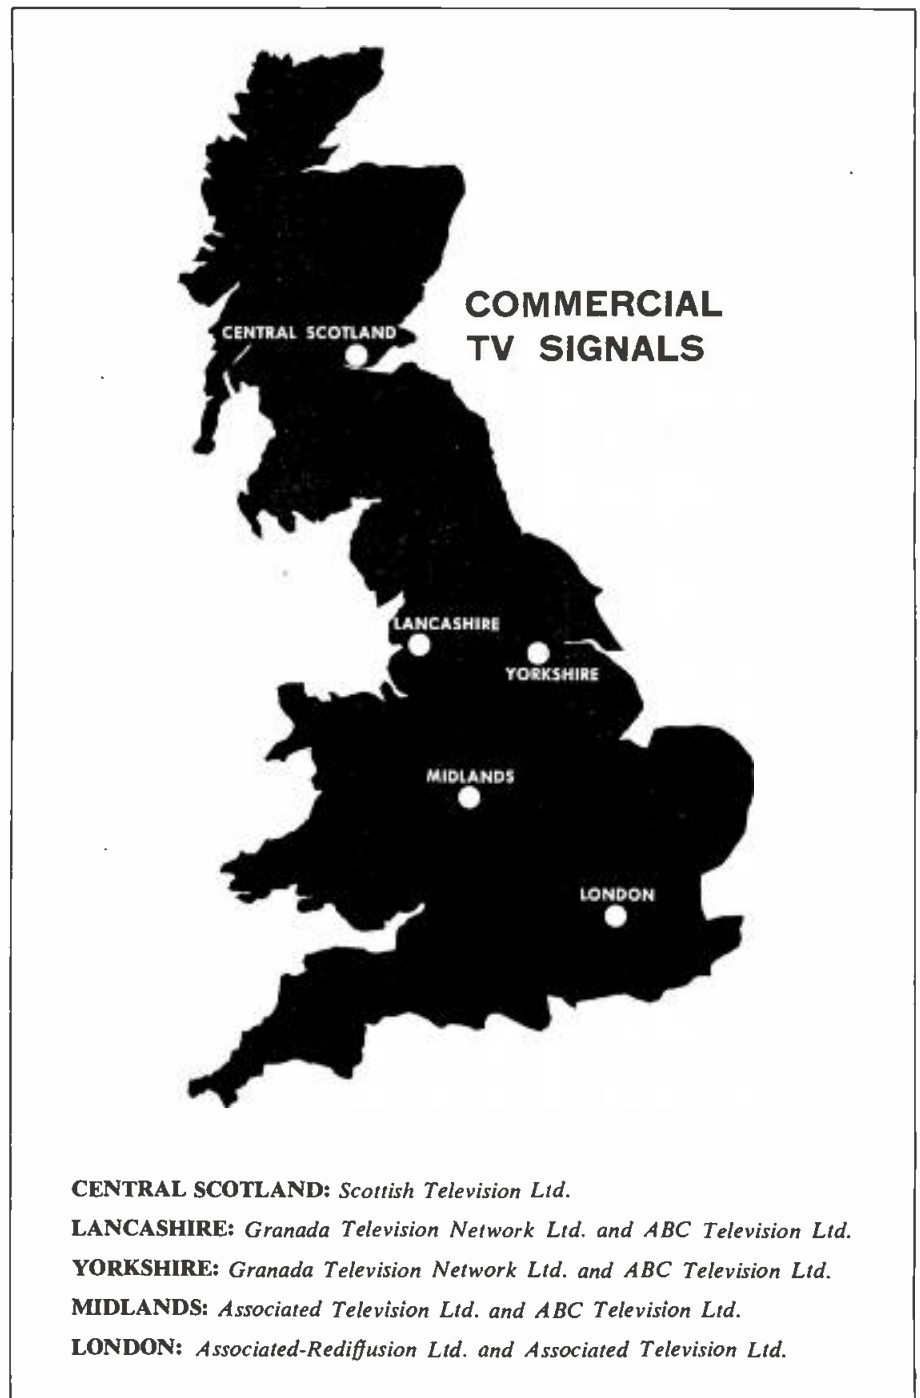 COMMERCIAL
TV SIGNALS
CENTRAL SCOTLAND
LANCASHIRE
YORKSHIRE
MIDLANDS
LONDON
CENTRAL SCOTLAND: Scottish Television Ltd.
LANCASHIRE: Granada Television Network Ltd. and ABC Television Ltd.
YORKSHIRE: Granada Television Network Ltd. and ABC Television Ltd.
MIDLANDS: Associated Television Ltd. and ABC Television Ltd.
LONDON: Associated-Rediffusion Ltd. and Associated Television Ltd.